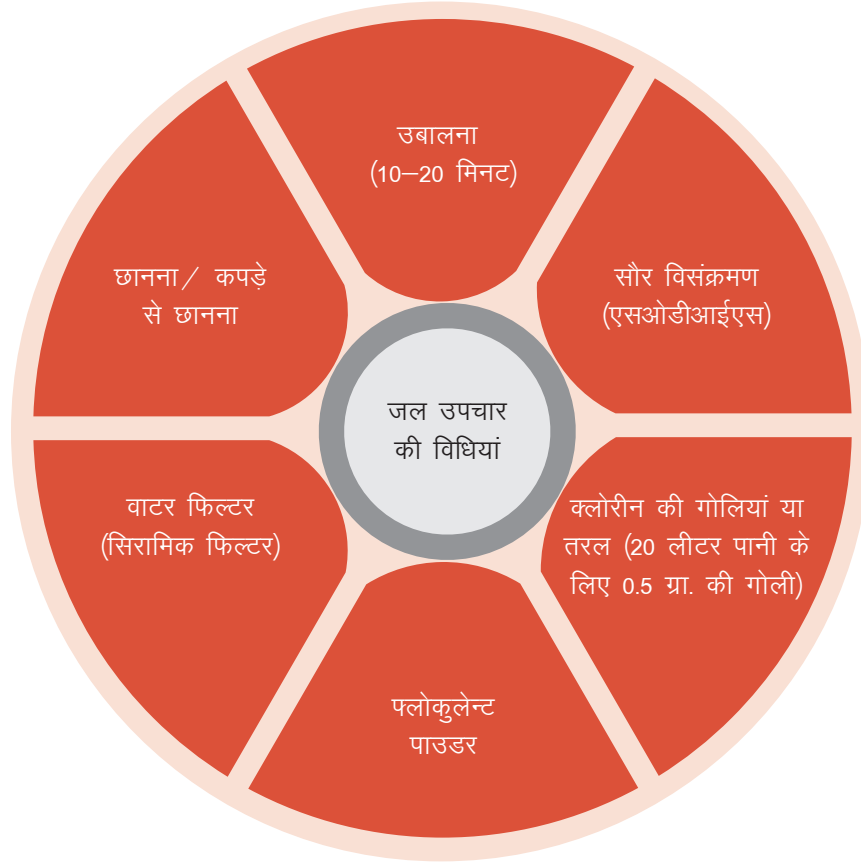 उबालना
(10–20 मिनट)
सौर विसंक्रमण
(एसओडीआईएस)
क्लोरीन की गोलियां या
तरल (20 लीटर पानी के
लिए 0.5 ग्रा. की गोली)
फ्लोकुलेन्ट
पाउडर
वाटर फिल्टर
(सिरामिक फिल्टर)
छानना/ कपड़े
से छानना
जल उपचार
की विधियां